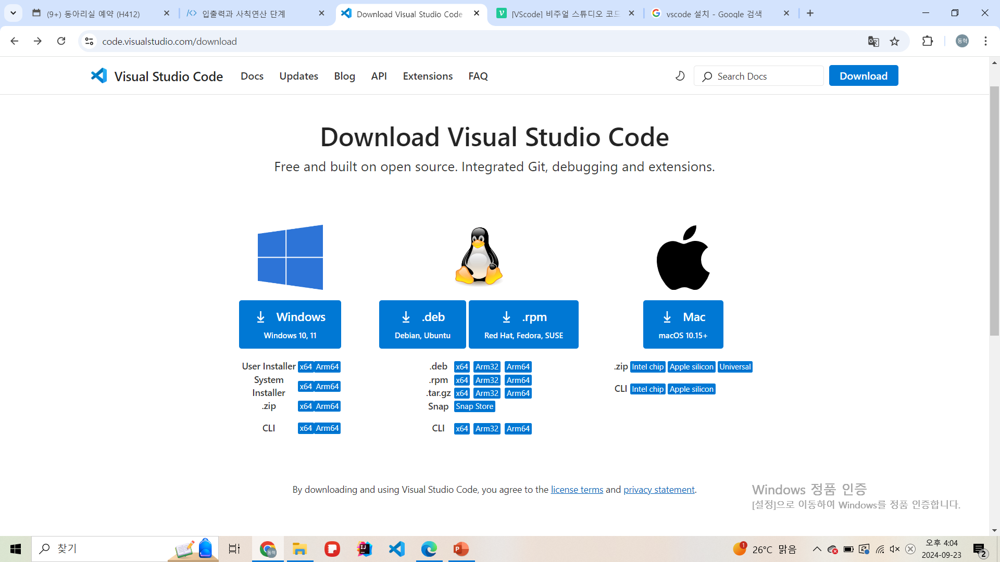 (9+) 동아리실 예약 (H412)
입출력과 사칙연산 단계
Download Visual Studio Code
[VScode] 비주얼 스튜디오 코드
vscode 설치 - Google 검색
code.visualstudio.com/download
동혁
Visual Studio Code
Docs
Updates
Blog
API
Extensions
FAQ
Search Docs
Download
Download Visual Studio Code
Free and built on open source. Integrated Git, debugging and extensions.
Windows
Windows 10, 11
.deb
Debian, Ubuntu
.rpm
Red Hat, Fedora, SUSE
Mac
macOS 10.15+
User Installer x64 Arm64
System Installer x64 Arm64
.zip x64 Arm64
CLI x64 Arm64
.deb x64 Arm32 Arm64
.rpm x64 Arm32 Arm64
.tar.gz x64 Arm32 Arm64
Snap Snap Store
CLI x64 Arm32 Arm64
.zip Intel chip Apple silicon Universal
CLI Intel chip Apple silicon
By downloading and using Visual Studio Code, you agree to the license terms and privacy statement.
Windows 정품 인증
[설정]으로 이동하여 Windows를 정품 인증합니다.
찾기
1
26°C 맑음
오후 4:04
2024-09-23
2